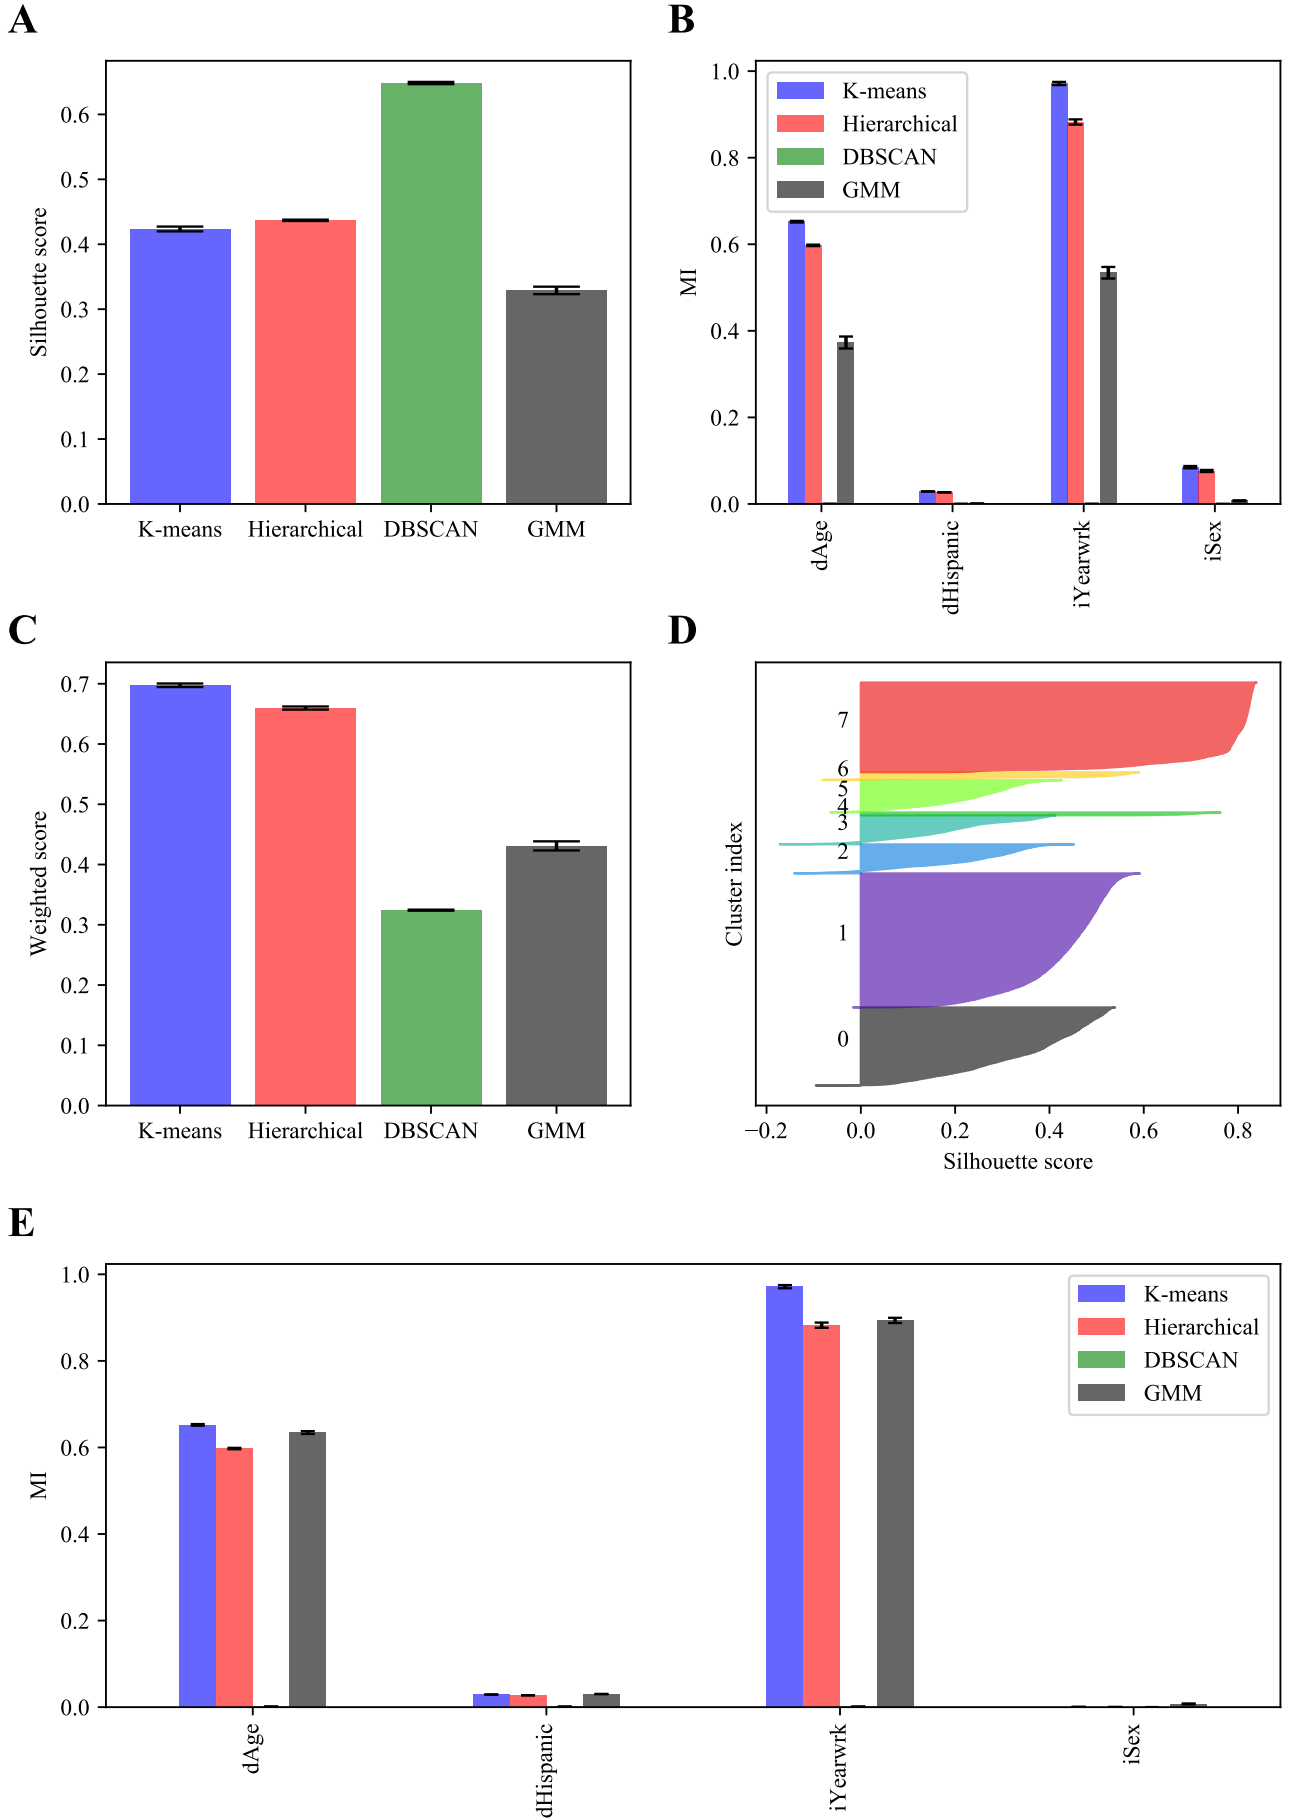 A
Silhouette score
0.6
0.5
0.4
0.3
0.2
0.1
0.0
K-means
Hierarchical
DBSCAN
GMM
B
MI
1.0
0.8
0.6
0.4
0.2
0.0
K-means
Hierarchical
DBSCAN
GMM
dAge
dHispanic
iYearwrk
iSex
C
Weighted score
0.7
0.6
0.5
0.4
0.3
0.2
0.1
0.0
K-means
Hierarchical
DBSCAN
GMM
D
Cluster index
7
6
5
4
3
2
1
0
−0.2
0.0
0.2
0.4
0.6
0.8
Silhouette score
E
MI
1.0
0.8
0.6
0.4
0.2
0.0
K-means
Hierarchical
DBSCAN
GMM
dAge
dHispanic
iYearwrk
iSex